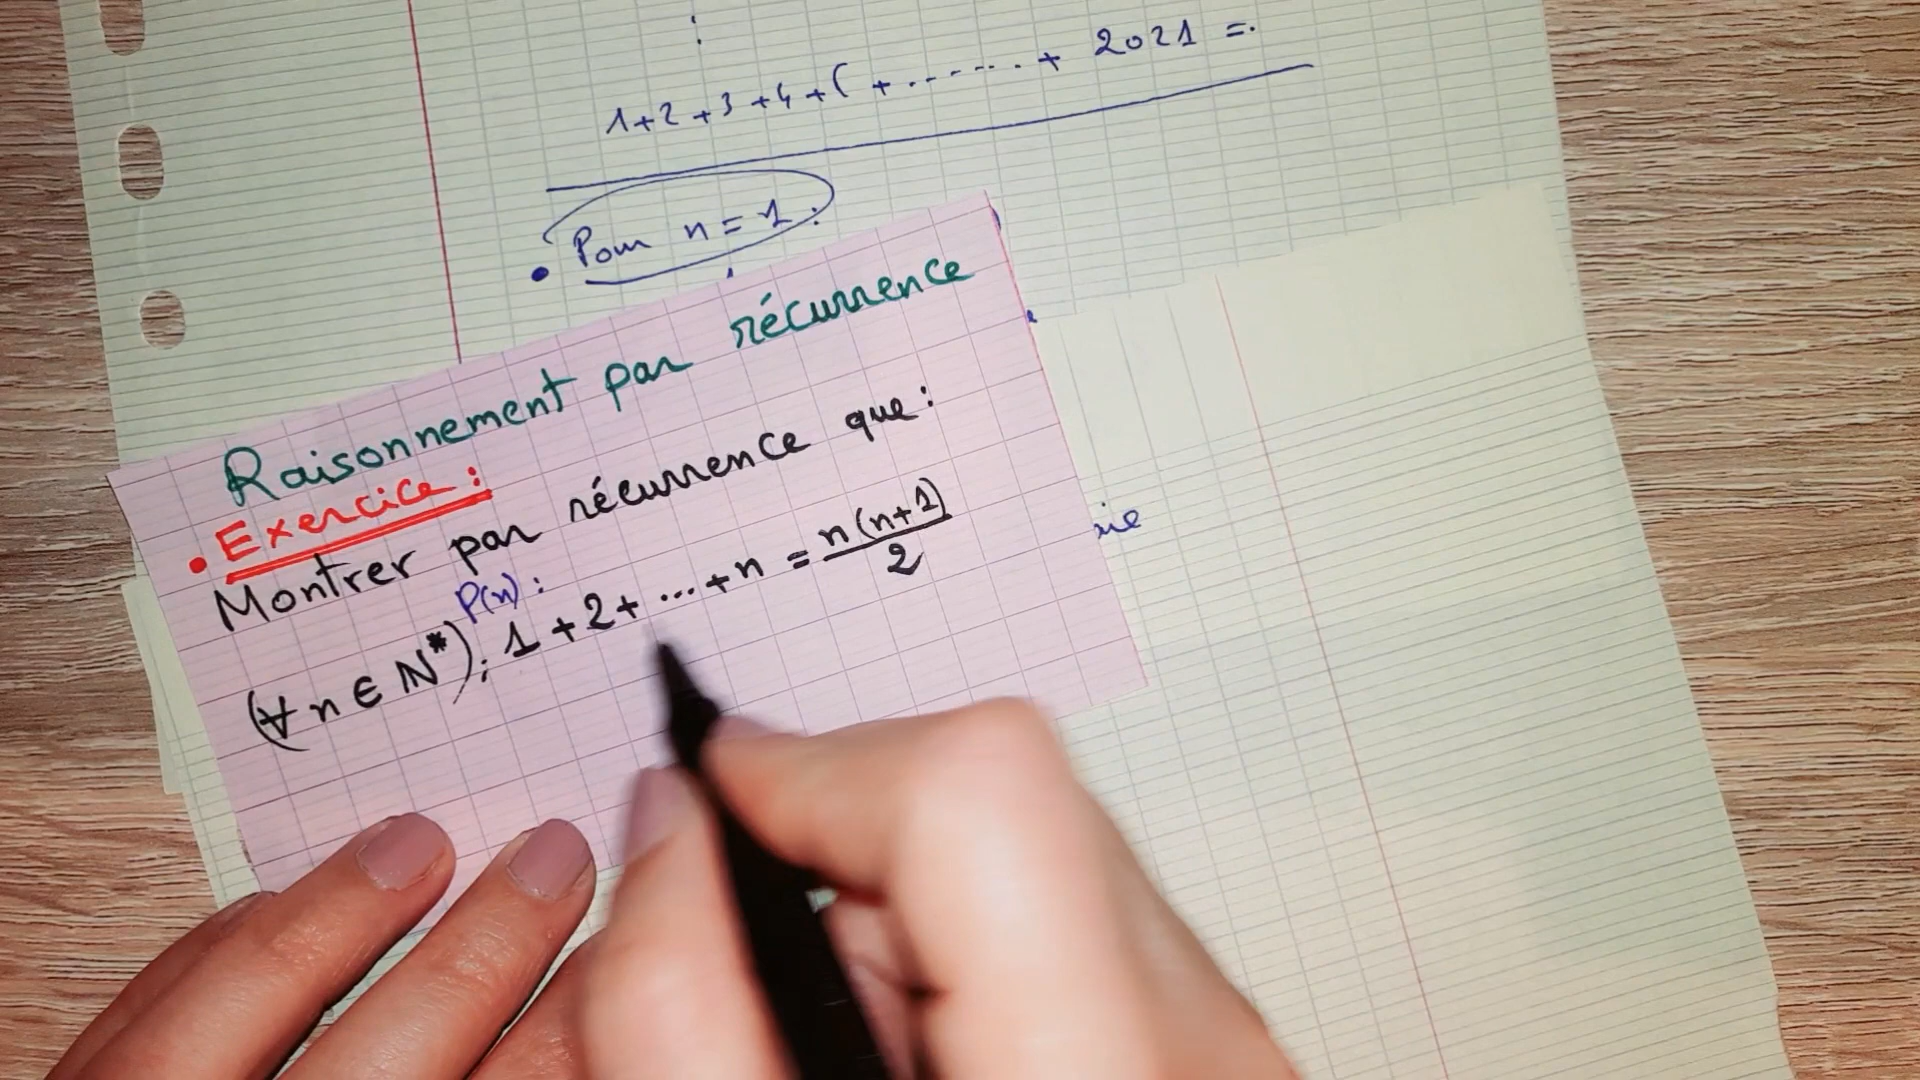 1+2+3+4+5+.......+ 2021 =.
• Pour n = 1 :
Raisonnement par récurrence
• Exercice :
Montrer par récurrence que :
P(n) :
(∀ n ∈ N*) ; 1 + 2 + ... + n = n(n+1)/2